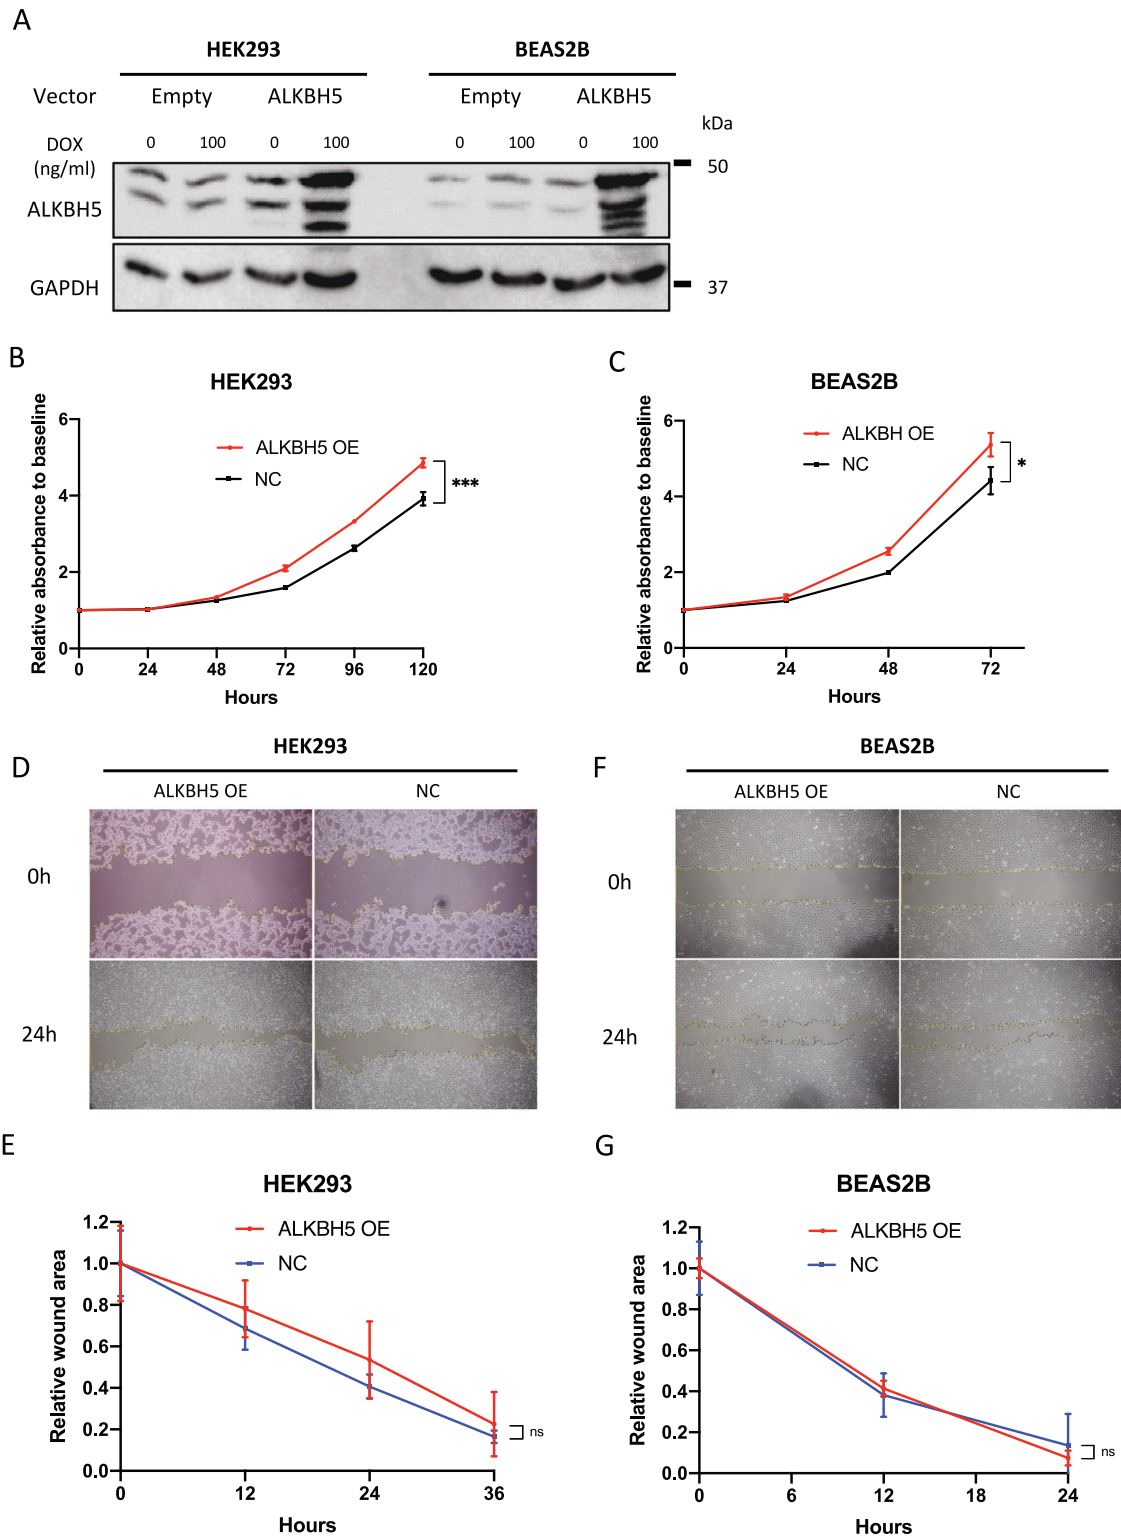 A
HEK293 BEAS2B
Vector Empty ALKBH5 Empty ALKBH5
kDa
DOX 0 100 0 100 0 100 0 100
(ng/ml) 50
ALKBH5
GAPDH 37
B
HEK293
Relative absorbance to baseline
6
4
2
0
ALKBH5 OE
NC
***
0 24 48 72 96 120
Hours
C
BEAS2B
Relative absorbance to baseline
6
4
2
0
ALKBH OE
NC
*
0 24 48 72
Hours
D
HEK293
ALKBH5 OE NC
0h
24h
F
BEAS2B
ALKBH5 OE NC
0h
24h
E
HEK293
Relative wound area
1.2
1.0
0.8
0.6
0.4
0.2
0.0
ALKBH5 OE
NC
ns
0 12 24 36
Hours
G
BEAS2B
Relative wound area
1.2
1.0
0.8
0.6
0.4
0.2
0.0
ALKBH5 OE
NC
ns
0 6 12 18 24
Hours